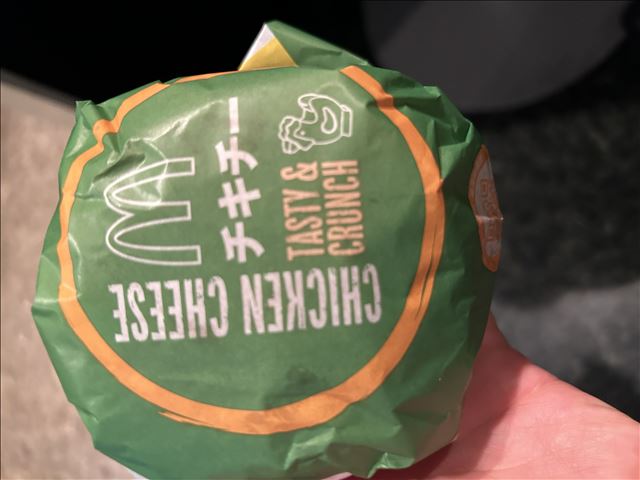 チキチー
TASTY &
CRUNCH
CHICKEN CHEESE